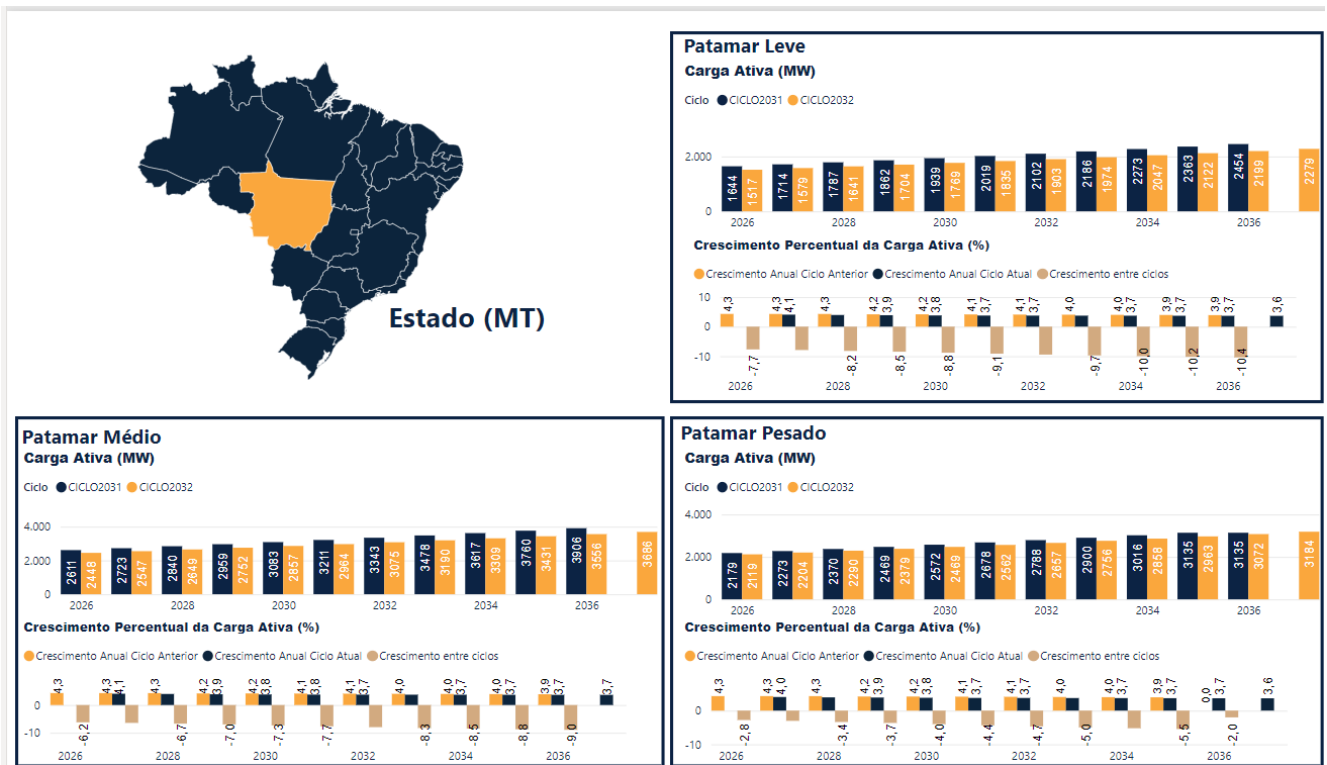 Estado (MT)
Patamar Leve
Carga Ativa (MW)
Ciclo CICLO2031 CICLO2032
2.000
0
1644 1517 1714 1579 1787 1641 1862 1704 1939 1769 2019 1835 2102 1903 2186 1974 2273 2047 2363 2122 2454 2199 2279
2026 2028 2030 2032 2034 2036
Crescimento Percentual da Carga Ativa (%)
Crescimento Anual Ciclo Anterior Crescimento Anual Ciclo Atual Crescimento entre ciclos
10
0
-10
4,3 4,3 4,1 4,3 4,2 3,9 4,2 3,8 4,1 3,7 4,1 3,7 4,0 4,0 3,7 3,9 3,7 3,9 3,7 3,6
-7,7 -8,2 -8,5 -8,8 -9,1 -9,7 -10,0 -10,2 -10,4
2026 2028 2030 2032 2034 2036
Patamar Médio
Carga Ativa (MW)
Ciclo CICLO2031 CICLO2032
4.000
2.000
0
2611 2448 2723 2547 2840 2649 2959 2752 3083 2857 3211 2964 3343 3075 3478 3190 3617 3309 3760 3431 3906 3556 3686
2026 2028 2030 2032 2034 2036
Crescimento Percentual da Carga Ativa (%)
Crescimento Anual Ciclo Anterior Crescimento Anual Ciclo Atual Crescimento entre ciclos
0
-10
4,3 4,3 4,1 4,3 4,2 3,9 4,2 3,8 4,1 3,8 4,1 3,7 4,0 4,0 3,7 4,0 3,7 3,9 3,7 3,7
-6,2 -6,7 -7,0 -7,3 -7,7 -8,3 -8,5 -8,8 -9,0
2026 2028 2030 2032 2034 2036
Patamar Pesado
Carga Ativa (MW)
Ciclo CICLO2031 CICLO2032
4.000
2.000
0
2179 2119 2273 2204 2370 2290 2469 2379 2572 2469 2678 2562 2788 2657 2900 2756 3016 2858 3135 2963 3135 3072 3184
2026 2028 2030 2032 2034 2036
Crescimento Percentual da Carga Ativa (%)
Crescimento Anual Ciclo Anterior Crescimento Anual Ciclo Atual Crescimento entre ciclos
0
-10
4,3 4,3 4,0 4,3 4,2 3,9 4,2 3,8 4,1 3,7 4,1 3,7 4,0 4,0 3,7 3,9 3,7 0,0 3,7 3,6
-2,8 -3,4 -3,7 -4,0 -4,4 -4,7 -5,0 -5,5 -2,0
2026 2028 2030 2032 2034 2036